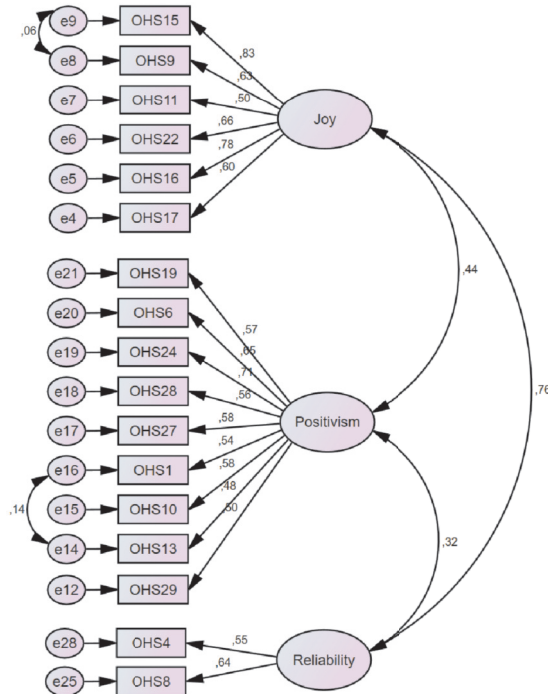 e9 OHS15
,06
,83
e8 OHS9
,63
e7 OHS11
,50
Joy
e6 OHS22
,66
e5 OHS16
,78
e4 OHS17
,60
e21 OHS19
,44
e20 OHS6
,57
e19 OHS24
,65
,71
e18 OHS28
,56
,76
e17 OHS27
,58
Positivism
e16 OHS1
,54
,58
e15 OHS10
,48
,14
,50
e14 OHS13
,32
e12 OHS29
e28 OHS4
,55
Reliability
e25 OHS8
,64